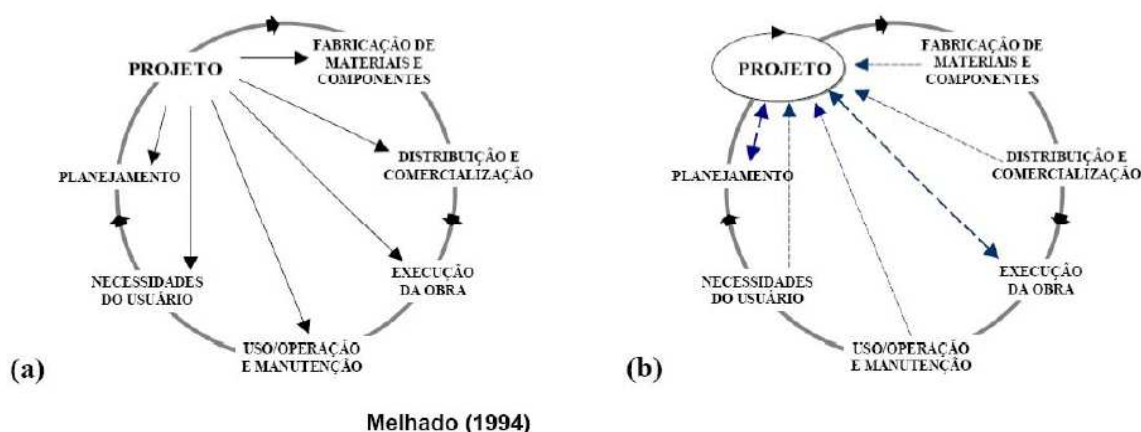 PROJETO
FABRICAÇÃO DE
MATERIAIS E
COMPONENTES
PLANEJAMENTO
DISTRIBUIÇÃO E
COMERCIALIZAÇÃO
NECESSIDADES
DO USUÁRIO
EXECUÇÃO
DA OBRA
USO/OPERAÇÃO
E MANUTENÇÃO
(a)
PROJETO
FABRICAÇÃO DE
MATERIAIS E
COMPONENTES
PLANEJAMENTO
DISTRIBUIÇÃO E
COMERCIALIZAÇÃO
NECESSIDADES
DO USUÁRIO
EXECUÇÃO
DA OBRA
USO/OPERAÇÃO
E MANUTENÇÃO
(b)
Melhado (1994)